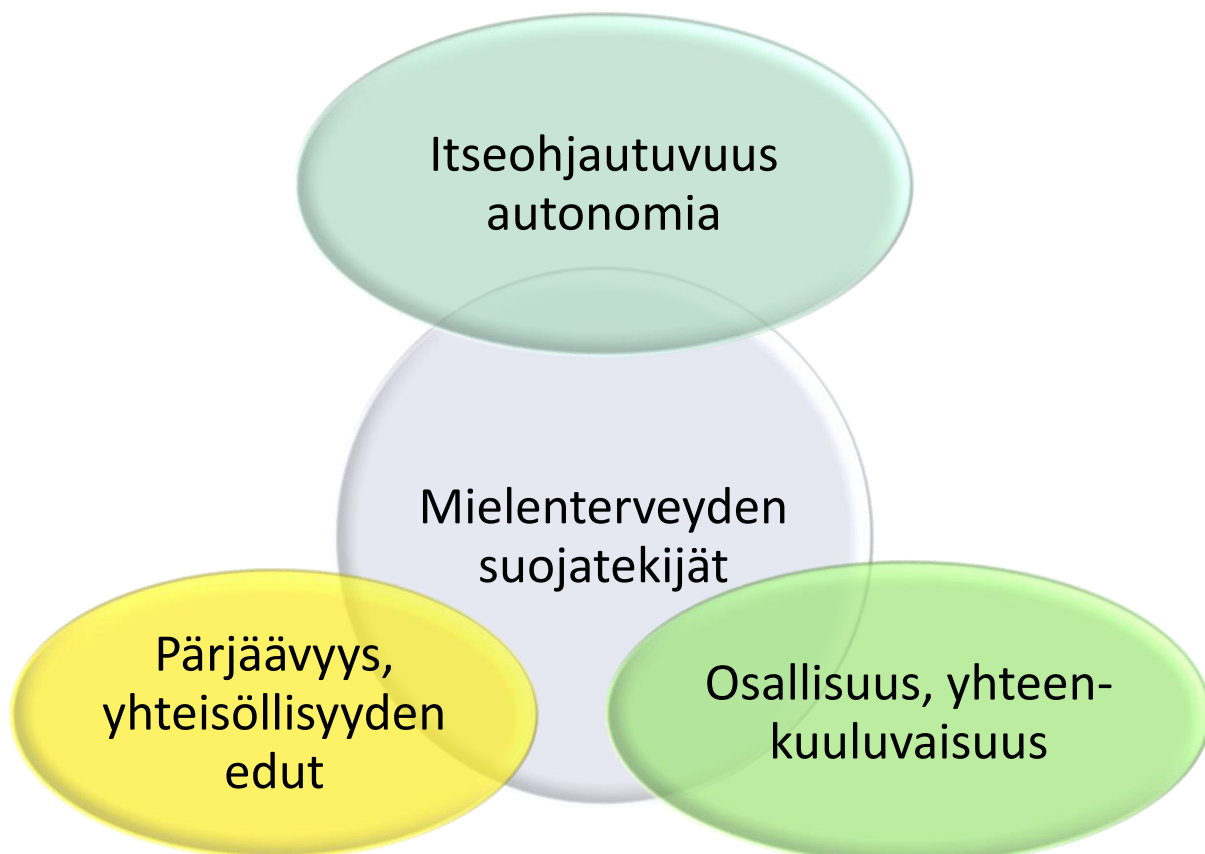 Itseohjautuvuus
autonomia
Mielenterveyden
suojatekijät
Pärjäävyys,
yhteisöllisyyden
edut
Osallisuus, yhteen-
kuuluvaisuus